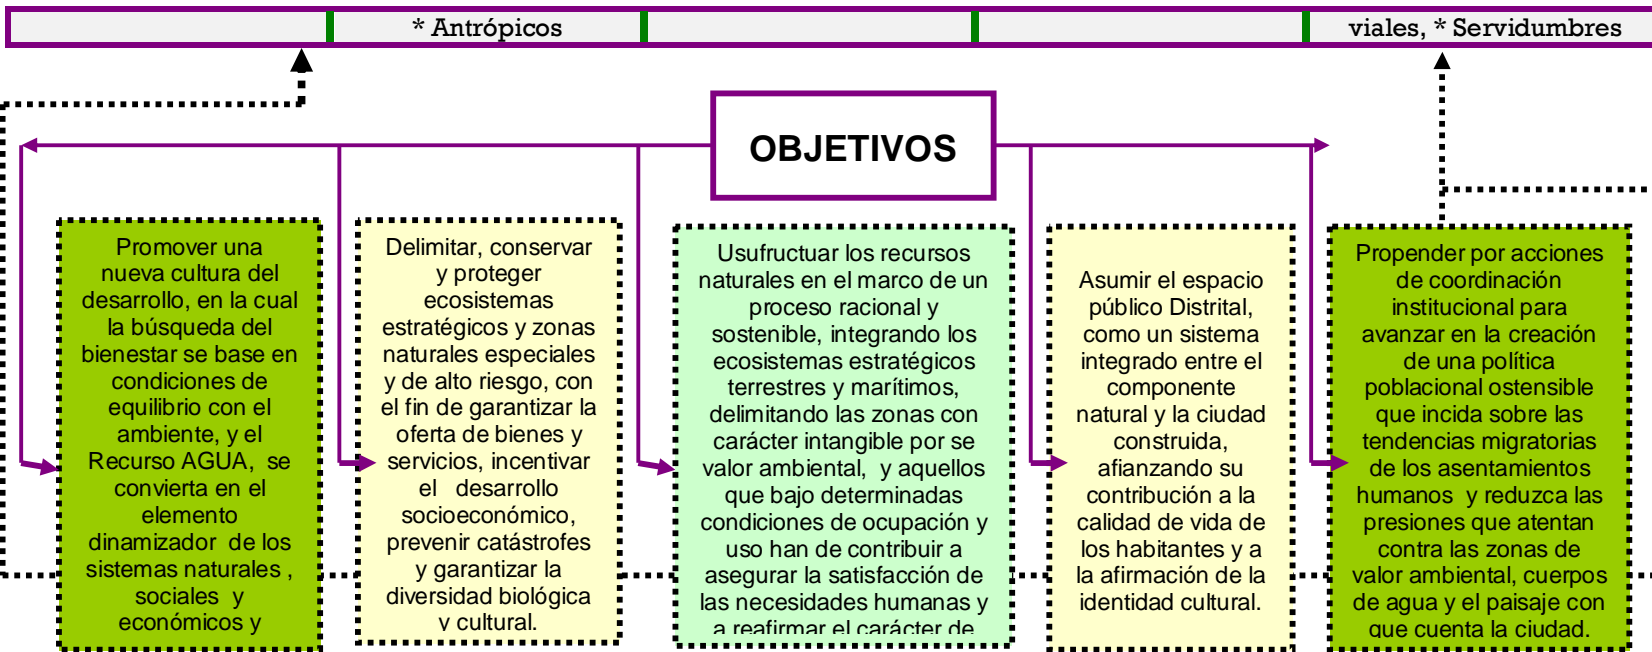 * Antrópicos
viales, * Servidumbres
OBJETIVOS
Promover una
nueva cultura del
desarrollo, en la cual
la búsqueda del
bienestar se base en
condiciones de
equilibrio con el
ambiente, y el
Recurso AGUA, se
convierta en el
elemento
dinamizador de los
sistemas naturales ,
sociales y
económicos y
Delimitar, conservar
y proteger
ecosistemas
estratégicos y zonas
naturales especiales
y de alto riesgo, con
el fin de garantizar la
oferta de bienes y
servicios, incentivar
el desarrollo
socioeconómico,
prevenir catástrofes
y garantizar la
diversidad biológica
y cultural.
Usufructuar los recursos
naturales en el marco de un
proceso racional y
sostenible, integrando los
ecosistemas estratégicos
terrestres y marítimos,
delimitando las zonas con
carácter intangible por se
valor ambiental, y aquellos
que bajo determinadas
condiciones de ocupación y
uso han de contribuir a
asegurar la satisfacción de
las necesidades humanas y
a reafirmar el carácter de
Asumir el espacio
público Distrital,
como un sistema
integrado entre el
componente
natural y la ciudad
construida,
afianzando su
contribución a la
calidad de vida de
los habitantes y a
la afirmación de la
identidad cultural.
Propender por acciones
de coordinación
institucional para
avanzar en la creación
de una política
poblacional ostensible
que incida sobre las
tendencias migratorias
de los asentamientos
humanos y reduzca las
presiones que atentan
contra las zonas de
valor ambiental, cuerpos
de agua y el paisaje con
que cuenta la ciudad.